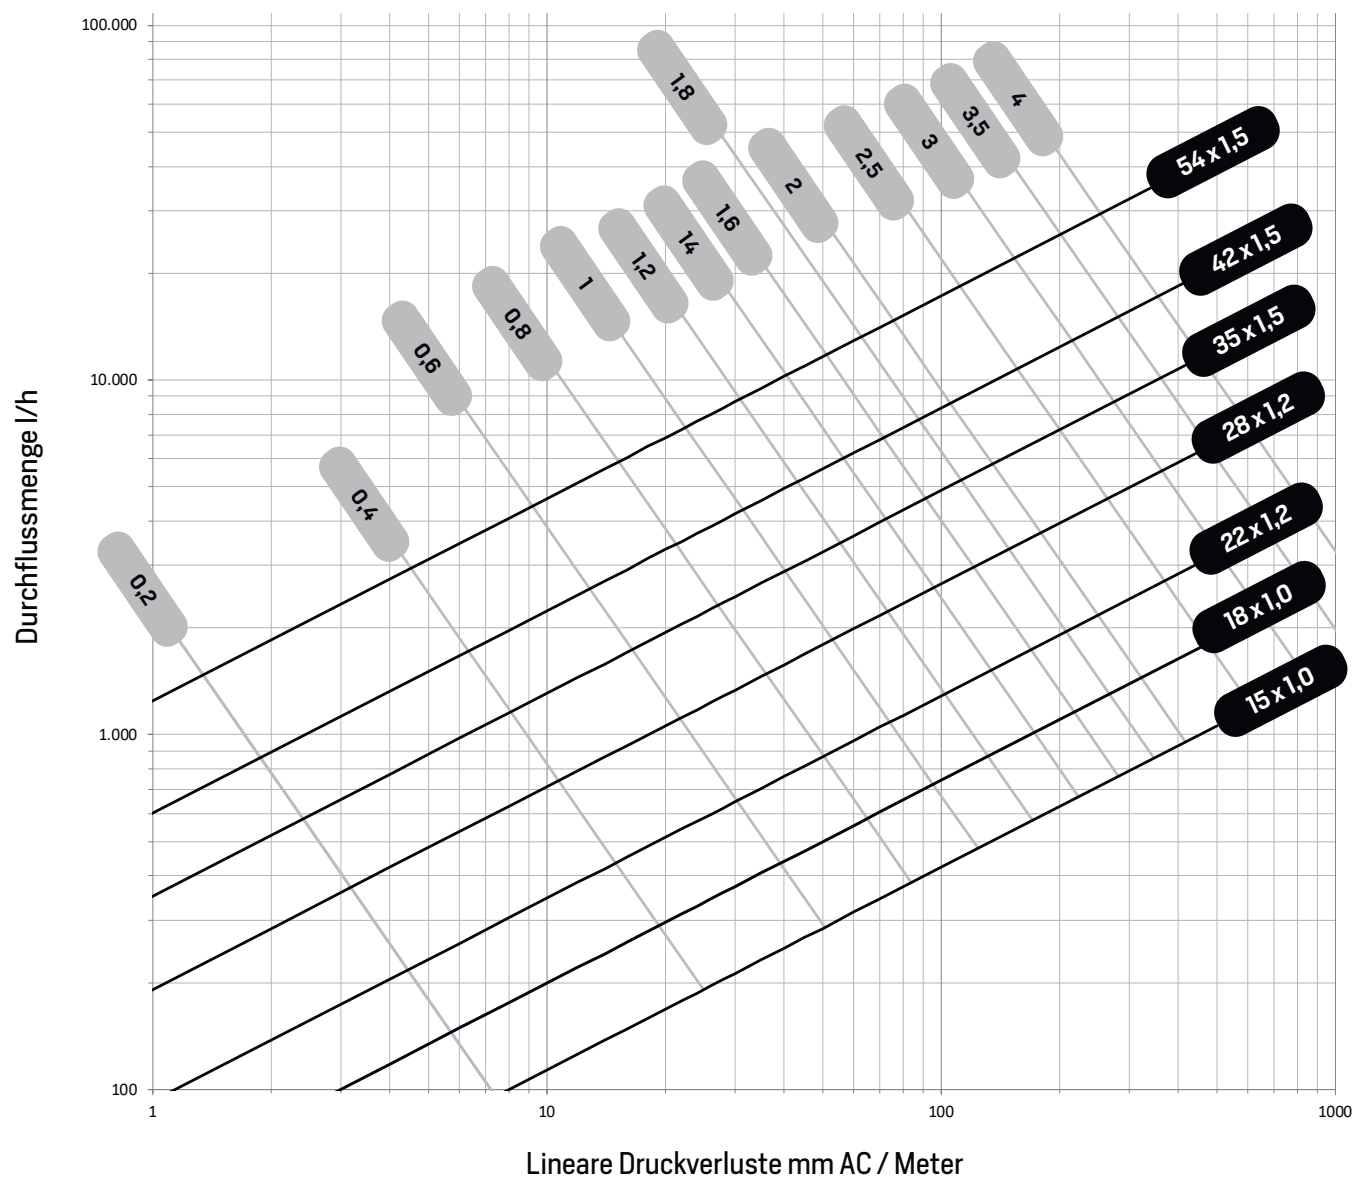 100.000
10.000
1.000
100
1
10
100
1000
Durchflussmenge l/h
Lineare Druckverluste mm AC / Meter
0,2
0,4
0,6
0,8
1
1,2
14
1,6
1,8
2
2,5
3
3,5
4
54 x 1,5
42 x 1,5
35 x 1,5
28 x 1,2
22 x 1,2
18 x 1,0
15 x 1,0